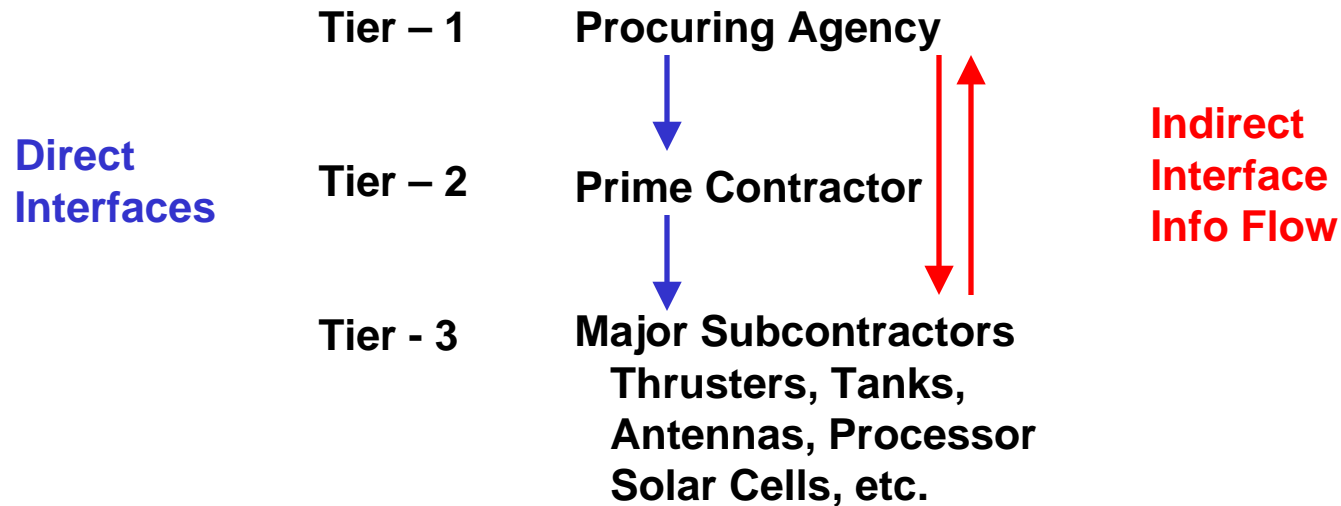 Tier – 1 Procuring Agency
Direct
Interfaces
Tier – 2 Prime Contractor
Indirect
Interface
Info Flow
Tier - 3 Major Subcontractors
Thrusters, Tanks,
Antennas, Processor
Solar Cells, etc.